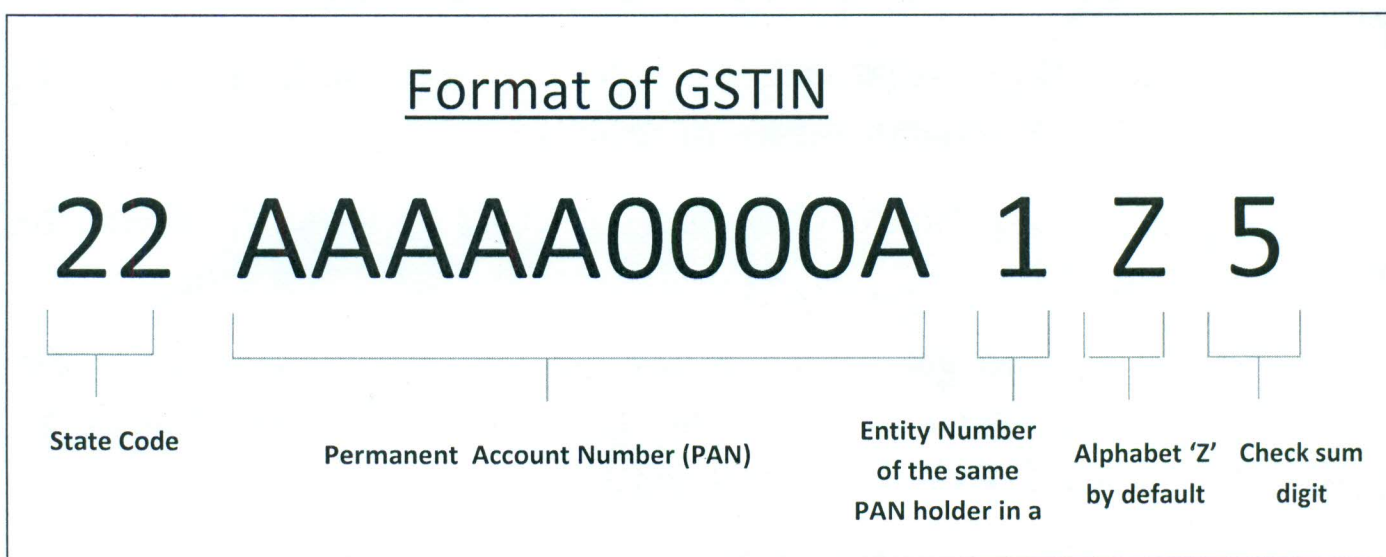 Format of GSTIN
22 AAAAA0000A 1 Z 5
State Code
Permanent Account Number (PAN)
Entity Number
of the same
PAN holder in a
Alphabet ‘Z’
by default
Check sum
digit